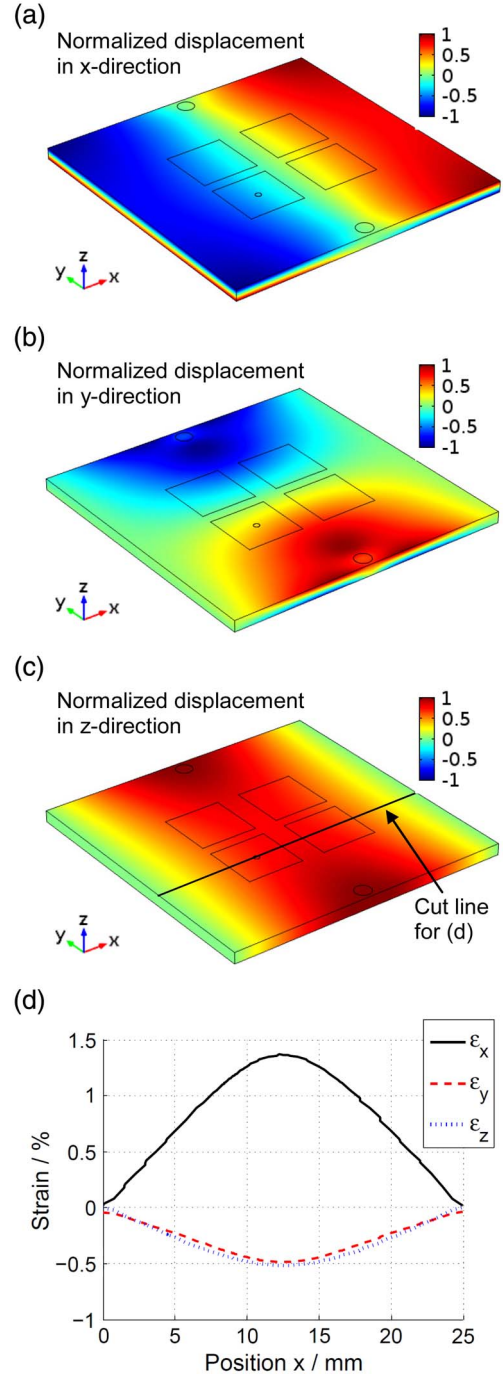 (a)
Normalized displacement
in x-direction
1
0.5
0
-0.5
-1
z
y
x
(b)
Normalized displacement
in y-direction
1
0.5
0
-0.5
-1
z
y
x
(c)
Normalized displacement
in z-direction
1
0.5
0
-0.5
-1
Cut line
for (d)
z
y
x
(d)
εx
εy
εz
1.5
1
0.5
0
−0.5
−1
Strain / %
0 5 10 15 20 25
Position x / mm